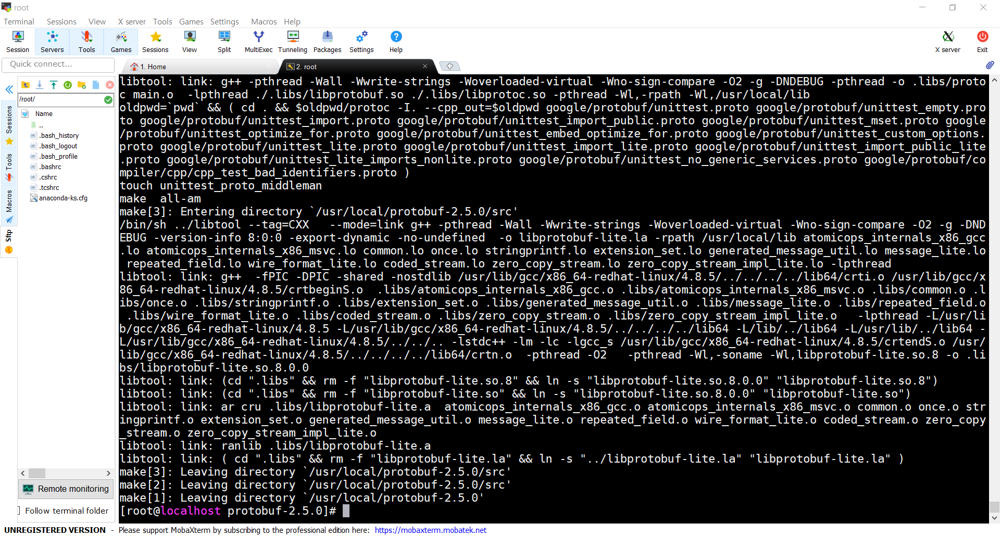 root
Terminal Sessions View X server Tools Games Settings Macros Help
Session Servers Tools Games Sessions View Split MultiExec Tunneling Packages Settings Help X server Exit
Quick connect...
1. Home
2. root
/root/
Name
..
.bash_history
.bash_logout
.bash_profile
.bashrc
.cshrc
.tcshrc
anaconda-ks.cfg
Sessions
Tools
Macros
Sftp
Remote monitoring
Follow terminal folder
libtool: link: g++ -pthread -Wall -Wwrite-strings -Woverloaded-virtual -Wno-sign-compare -O2 -g -DNDEBUG -pthread -o .libs/proto
c main.o  -lpthread ./.libs/libprotobuf.so ./.libs/libprotoc.so -pthread -Wl,-rpath -Wl,/usr/local/lib
oldpwd=`pwd` && ( cd . && $oldpwd/protoc -I. --cpp_out=$oldpwd google/protobuf/unittest.proto google/protobuf/unittest_empty.pro
to google/protobuf/unittest_import.proto google/protobuf/unittest_import_public.proto google/protobuf/unittest_mset.proto google
/protobuf/unittest_optimize_for.proto google/protobuf/unittest_embed_optimize_for.proto google/protobuf/unittest_custom_options.
proto google/protobuf/unittest_lite.proto google/protobuf/unittest_import_lite.proto google/protobuf/unittest_import_public_lite
.proto google/protobuf/unittest_lite_imports_nonlite.proto google/protobuf/unittest_no_generic_services.proto google/protobuf/co
mpiler/cpp/cpp_test_bad_identifiers.proto )
touch unittest_proto_middleman
make  all-am
make[3]: Entering directory `/usr/local/protobuf-2.5.0/src'
/bin/sh ../libtool --tag=CXX   --mode=link g++ -pthread -Wall -Wwrite-strings -Woverloaded-virtual -Wno-sign-compare -O2 -g -DND
EBUG -version-info 8:0:0 -export-dynamic -no-undefined  -o libprotobuf-lite.la -rpath /usr/local/lib atomicops_internals_x86_gcc
.lo atomicops_internals_x86_msvc.lo common.lo once.lo stringprintf.lo extension_set.lo generated_message_util.lo message_lite.lo
 repeated_field.lo wire_format_lite.lo coded_stream.lo zero_copy_stream.lo zero_copy_stream_impl_lite.lo -lpthread
libtool: link: g++  -fPIC -DPIC -shared -nostdlib /usr/lib/gcc/x86_64-redhat-linux/4.8.5/../../../../lib64/crti.o /usr/lib/gcc/x
86_64-redhat-linux/4.8.5/crtbeginS.o  .libs/atomicops_internals_x86_gcc.o .libs/atomicops_internals_x86_msvc.o .libs/common.o .l
ibs/once.o .libs/stringprintf.o .libs/extension_set.o .libs/generated_message_util.o .libs/message_lite.o .libs/repeated_field.o
 .libs/wire_format_lite.o .libs/coded_stream.o .libs/zero_copy_stream.o .libs/zero_copy_stream_impl_lite.o   -lpthread -L/usr/li
b/gcc/x86_64-redhat-linux/4.8.5 -L/usr/lib/gcc/x86_64-redhat-linux/4.8.5/../../../../lib64 -L/lib/../lib64 -L/usr/lib/../lib64 -
L/usr/lib/gcc/x86_64-redhat-linux/4.8.5/../../.. -lstdc++ -lm -lc -lgcc_s /usr/lib/gcc/x86_64-redhat-linux/4.8.5/crtendS.o /usr/
lib/gcc/x86_64-redhat-linux/4.8.5/../../../../lib64/crtn.o  -pthread -O2   -pthread -Wl,-soname -Wl,libprotobuf-lite.so.8 -o .li
bs/libprotobuf-lite.so.8.0.0
libtool: link: (cd ".libs" && rm -f "libprotobuf-lite.so.8" && ln -s "libprotobuf-lite.so.8.0.0" "libprotobuf-lite.so.8")
libtool: link: (cd ".libs" && rm -f "libprotobuf-lite.so" && ln -s "libprotobuf-lite.so.8.0.0" "libprotobuf-lite.so")
libtool: link: ar cru .libs/libprotobuf-lite.a  atomicops_internals_x86_gcc.o atomicops_internals_x86_msvc.o common.o once.o str
ingprintf.o extension_set.o generated_message_util.o message_lite.o repeated_field.o wire_format_lite.o coded_stream.o zero_copy
_stream.o zero_copy_stream_impl_lite.o
libtool: link: ranlib .libs/libprotobuf-lite.a
libtool: link: ( cd ".libs" && rm -f "libprotobuf-lite.la" && ln -s "../libprotobuf-lite.la" "libprotobuf-lite.la" )
make[3]: Leaving directory `/usr/local/protobuf-2.5.0/src'
make[2]: Leaving directory `/usr/local/protobuf-2.5.0/src'
make[1]: Leaving directory `/usr/local/protobuf-2.5.0'
[root@localhost protobuf-2.5.0]#
UNREGISTERED VERSION - Please support MobaXterm by subscribing to the professional edition here: https://mobaxterm.mobatek.net